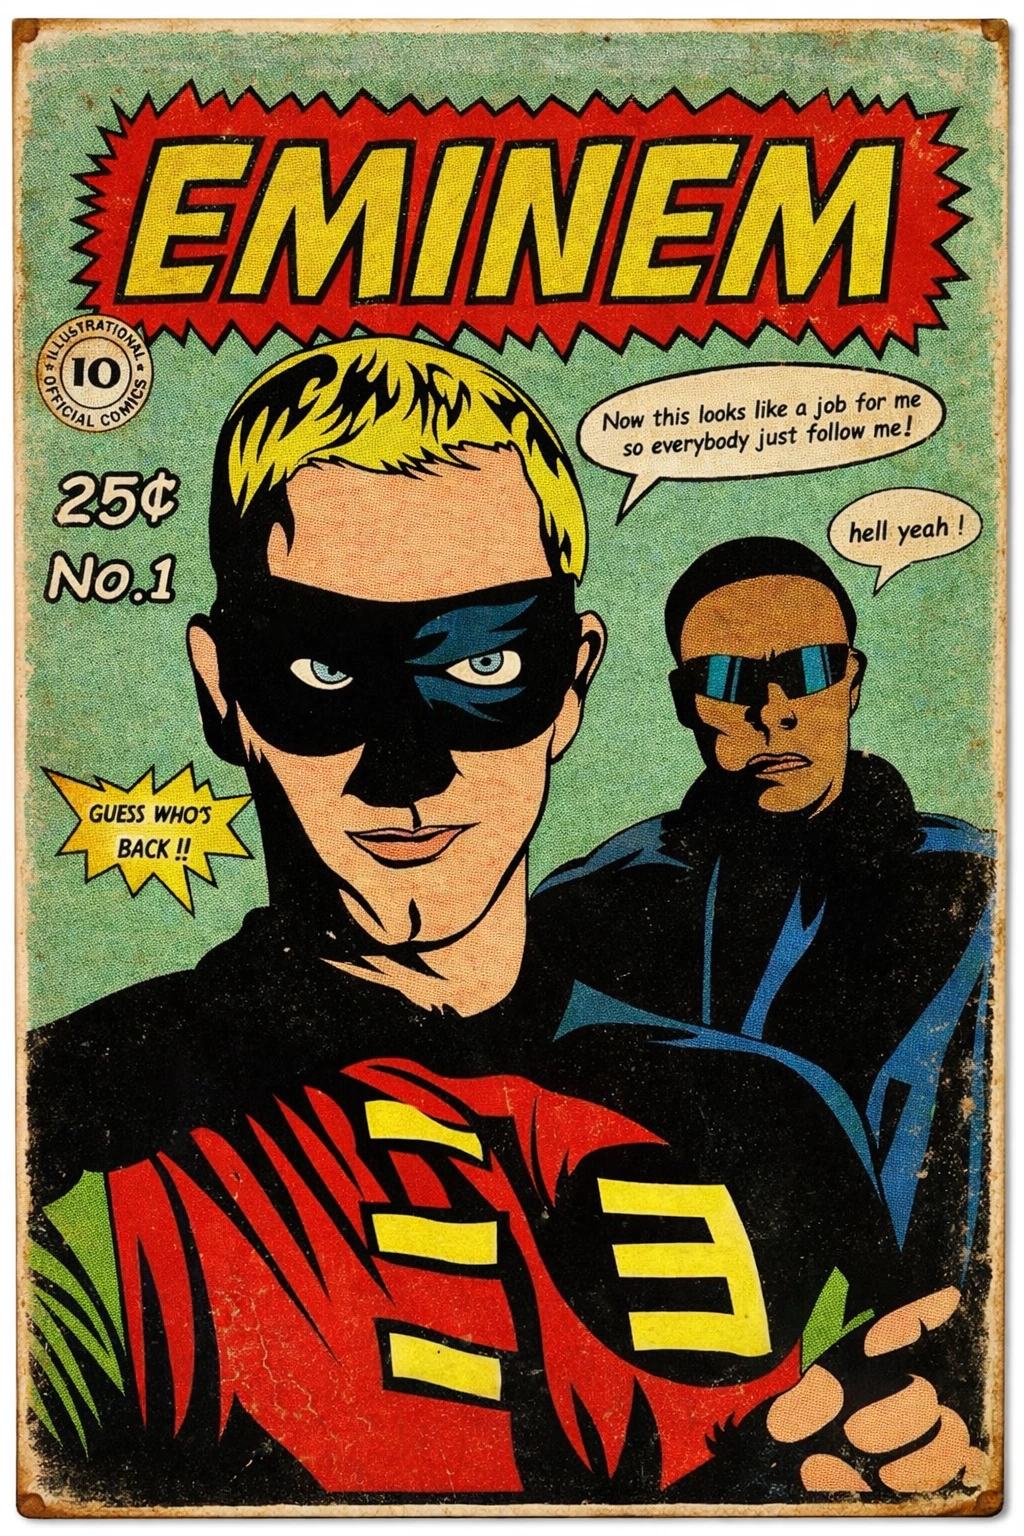 EMINEM
ILLUSTRATIONAL
10
OFFICIAL COMICS
Now this looks like a job for me
so everybody just follow me!
25¢
hell yeah !
No.1
GUESS WHO'S
BACK !!
E